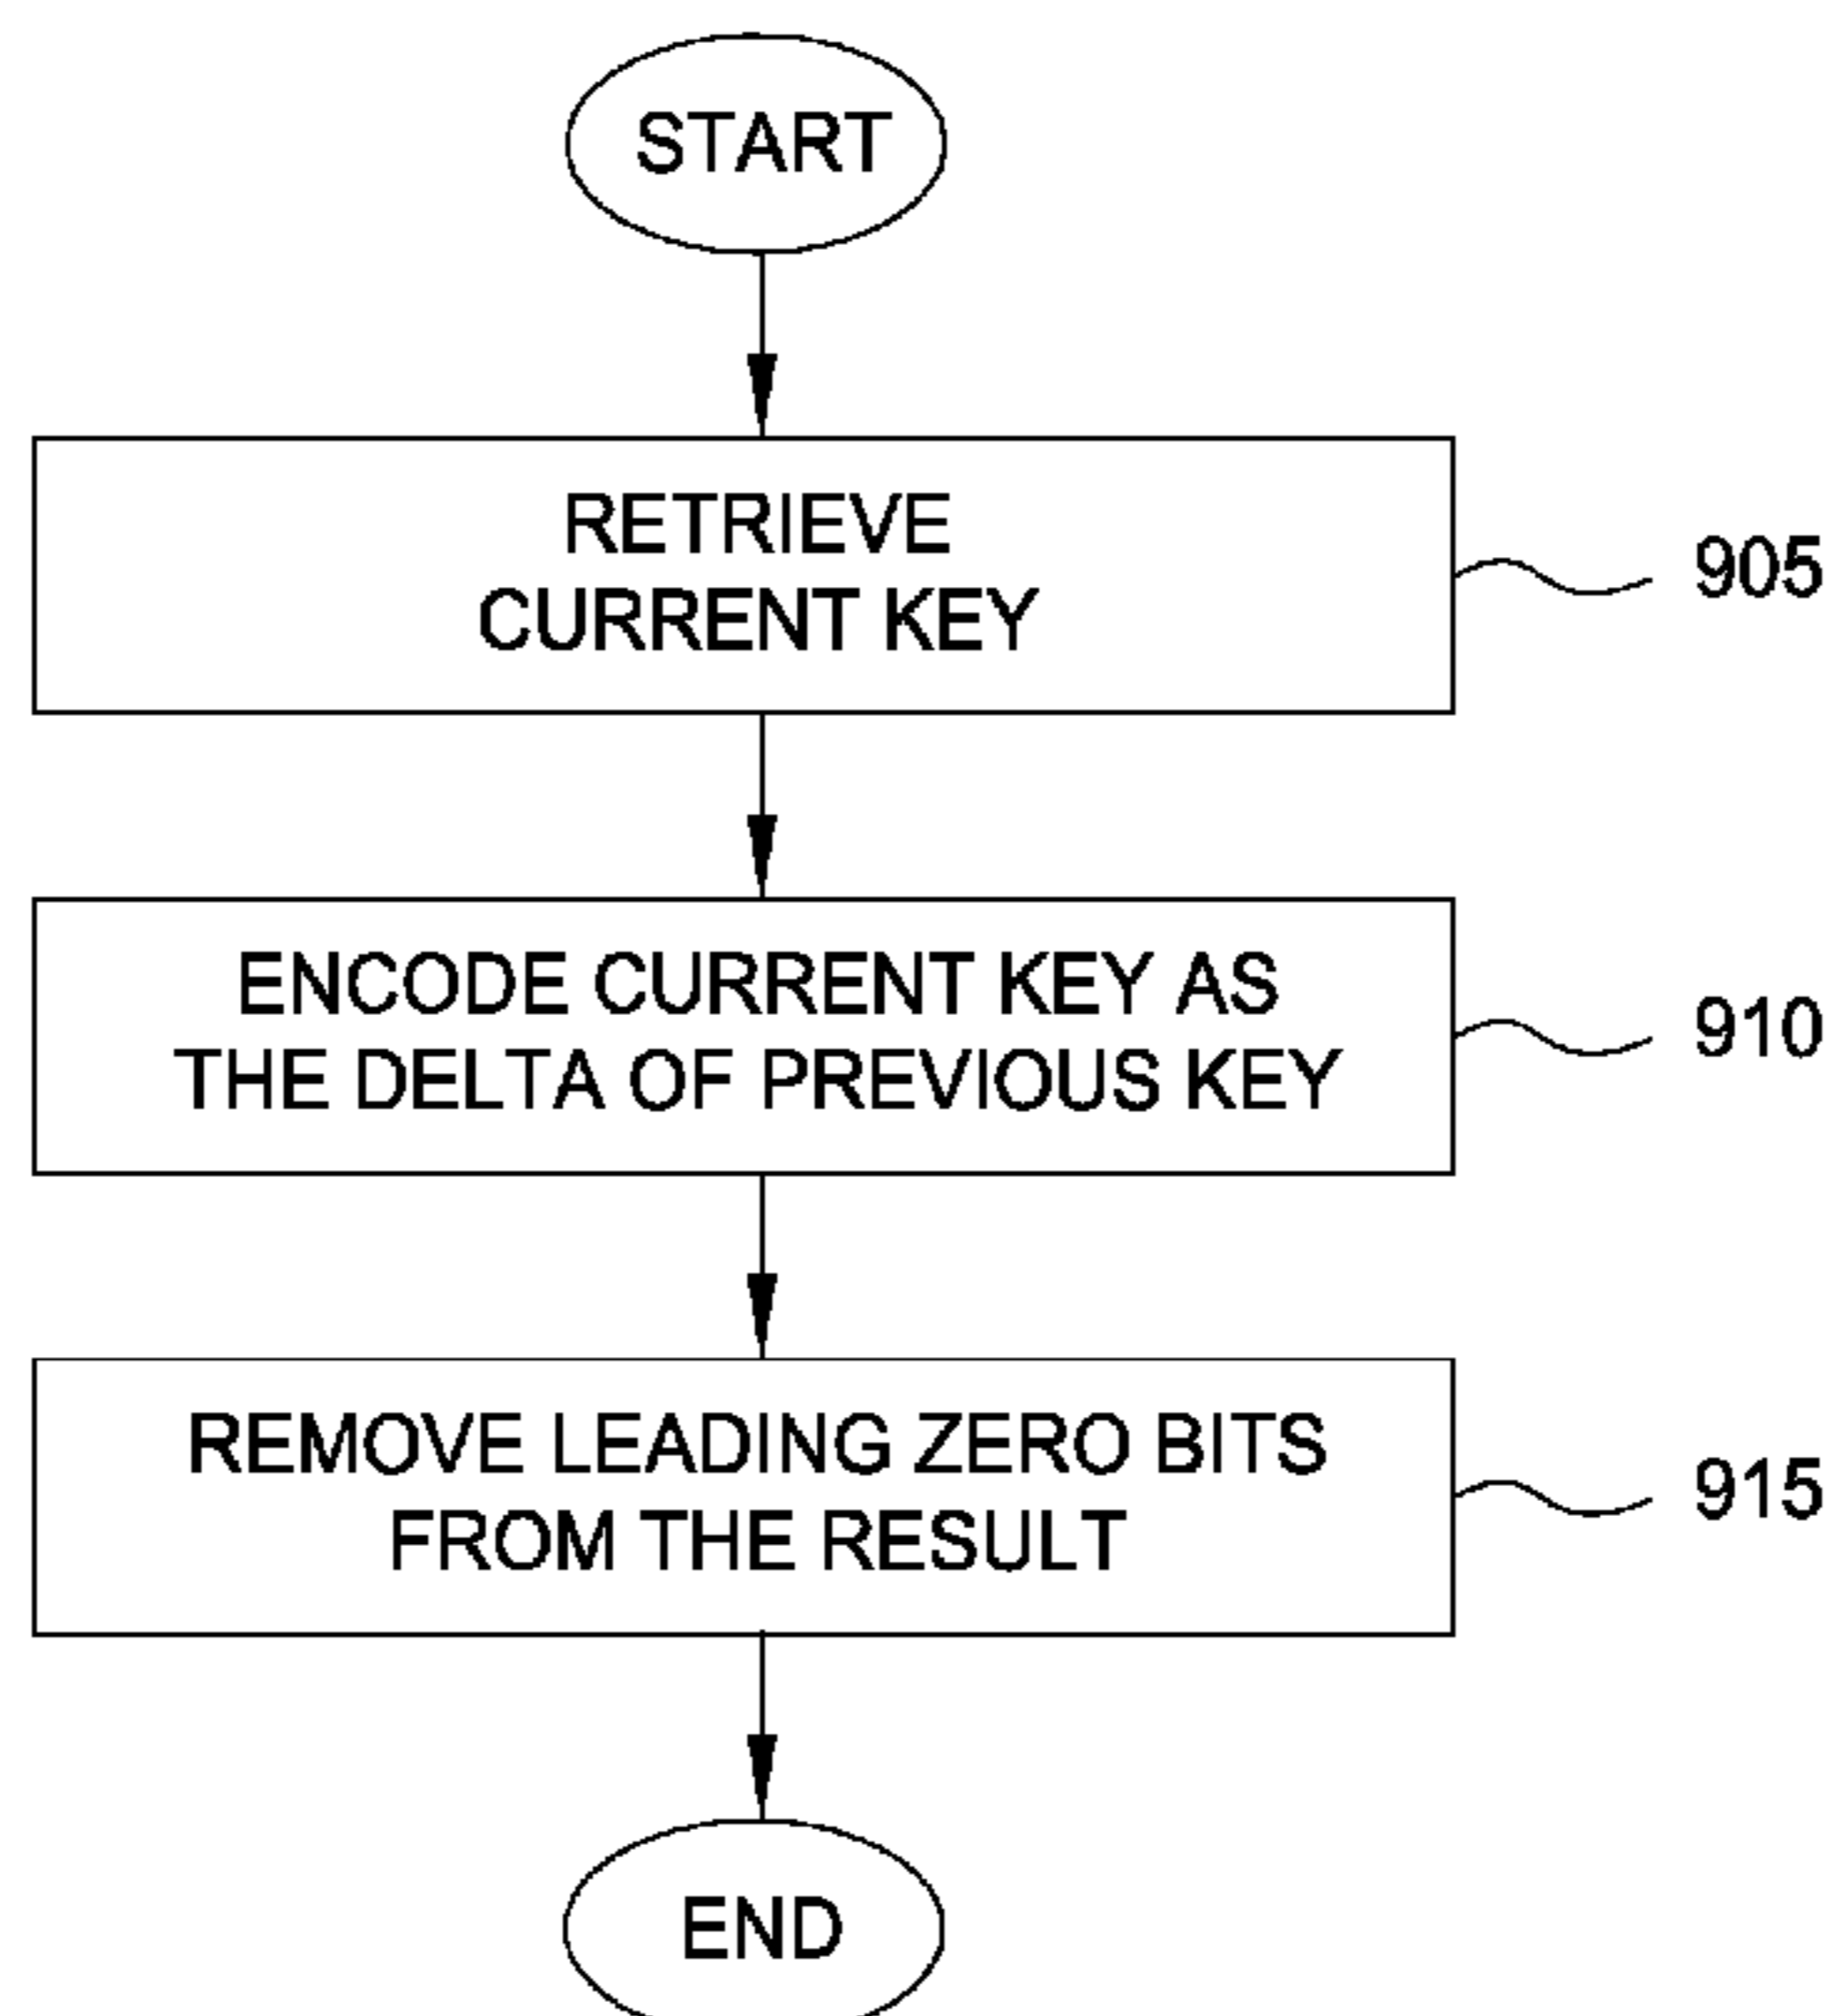 START
RETRIEVE
CURRENT KEY
905
ENCODE CURRENT KEY AS
THE DELTA OF PREVIOUS KEY
910
REMOVE LEADING ZERO BITS
FROM THE RESULT
915
END